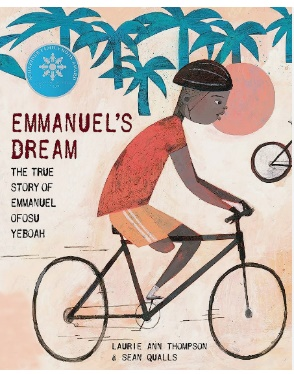 EMMANUEL'S
DREAM
THE TRUE
STORY OF
EMMANUEL
OFOSU
YEBOAH
LAURIE ANN THOMPSON
& SEAN QUALLS